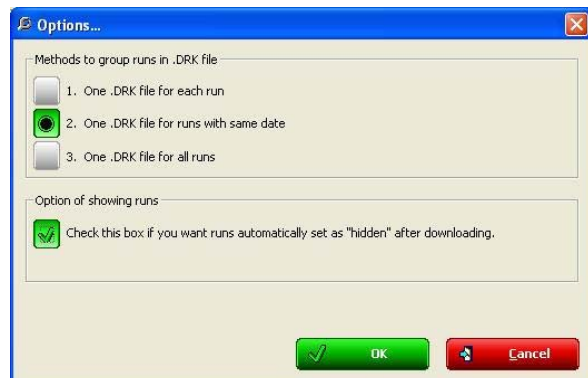 Options...
Methods to group runs in .DRK file
1. One .DRK file for each run
2. One .DRK file for runs with same date
3. One .DRK file for all runs
Option of showing runs
Check this box if you want runs automatically set as "hidden" after downloading.
OK
Cancel